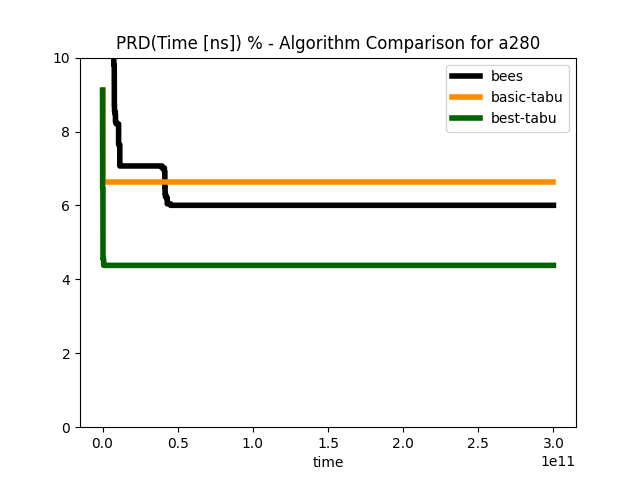 PRD(Time [ns]) % - Algorithm Comparison for a280
10
8
6
4
2
0
bees
basic-tabu
best-tabu
0.0 0.5 1.0 1.5 2.0 2.5 3.0
1e11
time